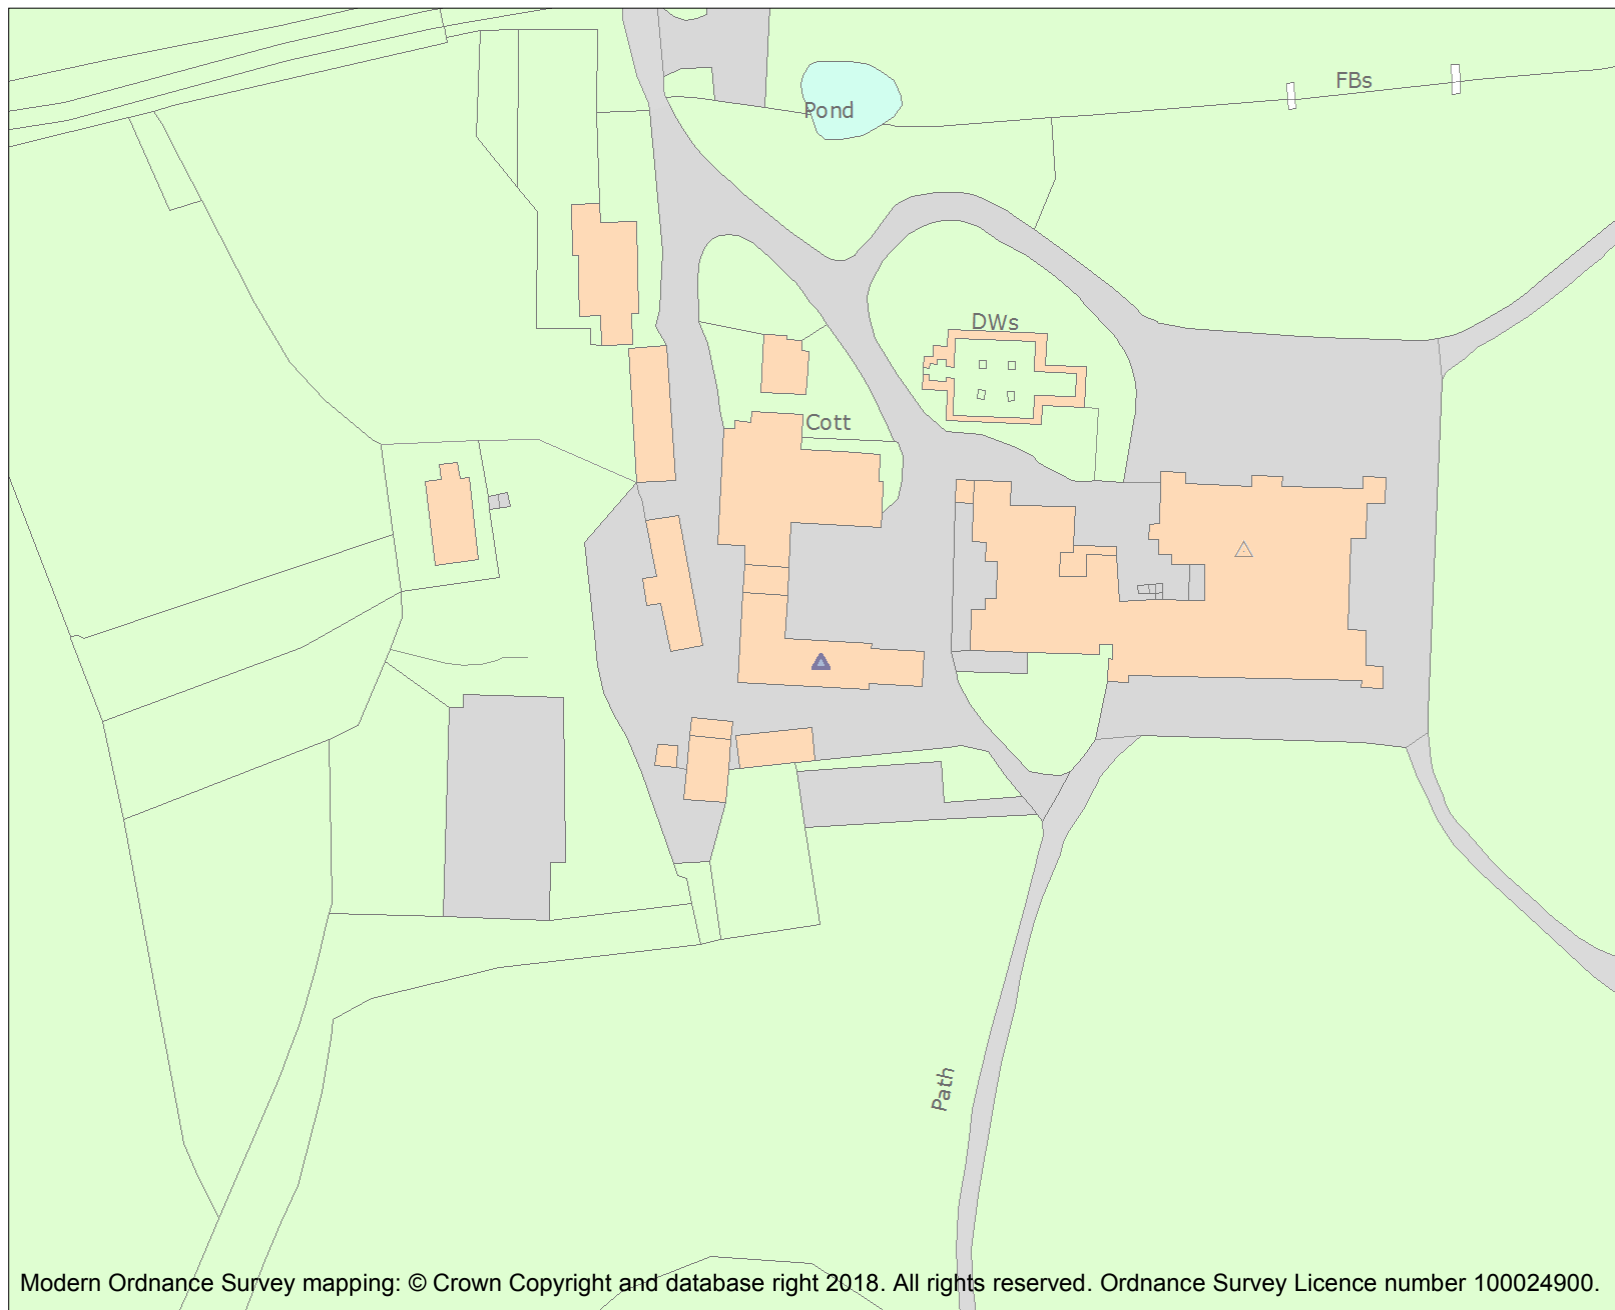 FBs
Pond
DWs
Cott
Path
Modern Ordnance Survey mapping: © Crown Copyright and database right 2018. All rights reserved. Ordnance Survey Licence number 100024900.